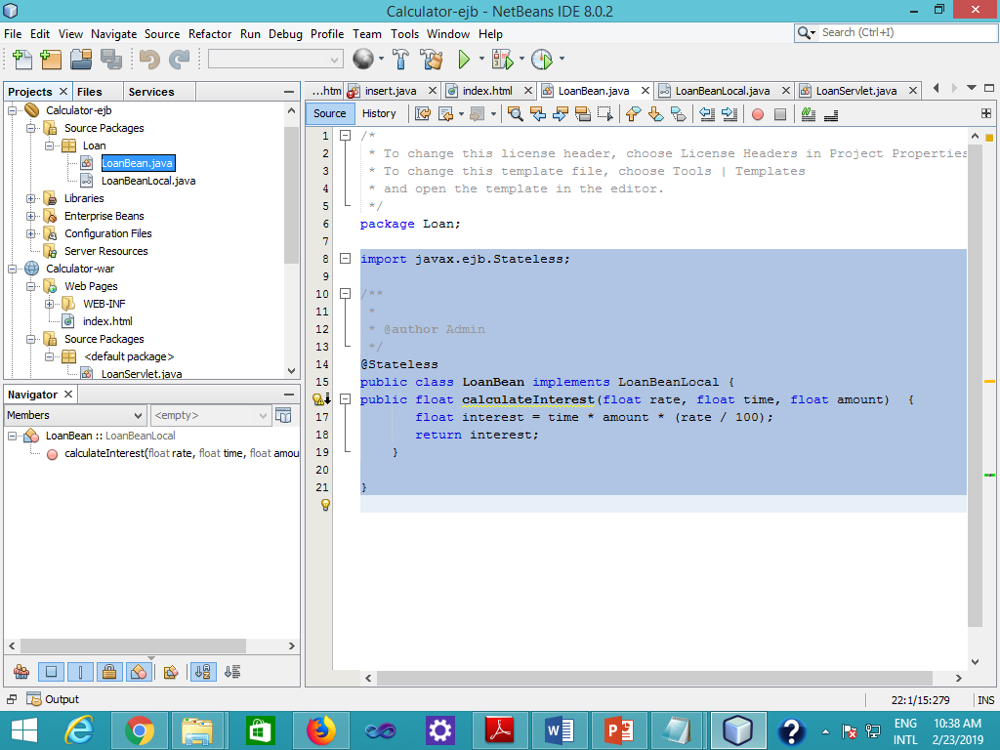 Calculator-ejb - NetBeans IDE 8.0.2
File Edit View Navigate Source Refactor Run Debug Profile Team Tools Window Help
Search (Ctrl+I)
Projects Files Services
Calculator-ejb
Source Packages
Loan
LoanBean.java
LoanBeanLocal.java
Libraries
Enterprise Beans
Configuration Files
Server Resources
Calculator-war
Web Pages
WEB-INF
index.html
Source Packages
<default package>
LoanServlet.java
Navigator
Members <empty>
LoanBean :: LoanBeanLocal
calculateInterest(float rate, float time, float amou
...htm insert.java index.html LoanBean.java LoanBeanLocal.java LoanServlet.java
Source History
1 /*
2 * To change this license header, choose License Headers in Project Properties
3 * To change this template file, choose Tools | Templates
4 * and open the template in the editor.
5 */
6 package Loan;
7
8 import javax.ejb.Stateless;
9
10 /**
11 *
12 * @author Admin
13 */
14 @Stateless
15 public class LoanBean implements LoanBeanLocal {
public float calculateInterest(float rate, float time, float amount) {
17 float interest = time * amount * (rate / 100);
18 return interest;
19 }
20
21 }
Output
22:1/15:279 INS
ENG 10:38 AM
INTL 2/23/2019